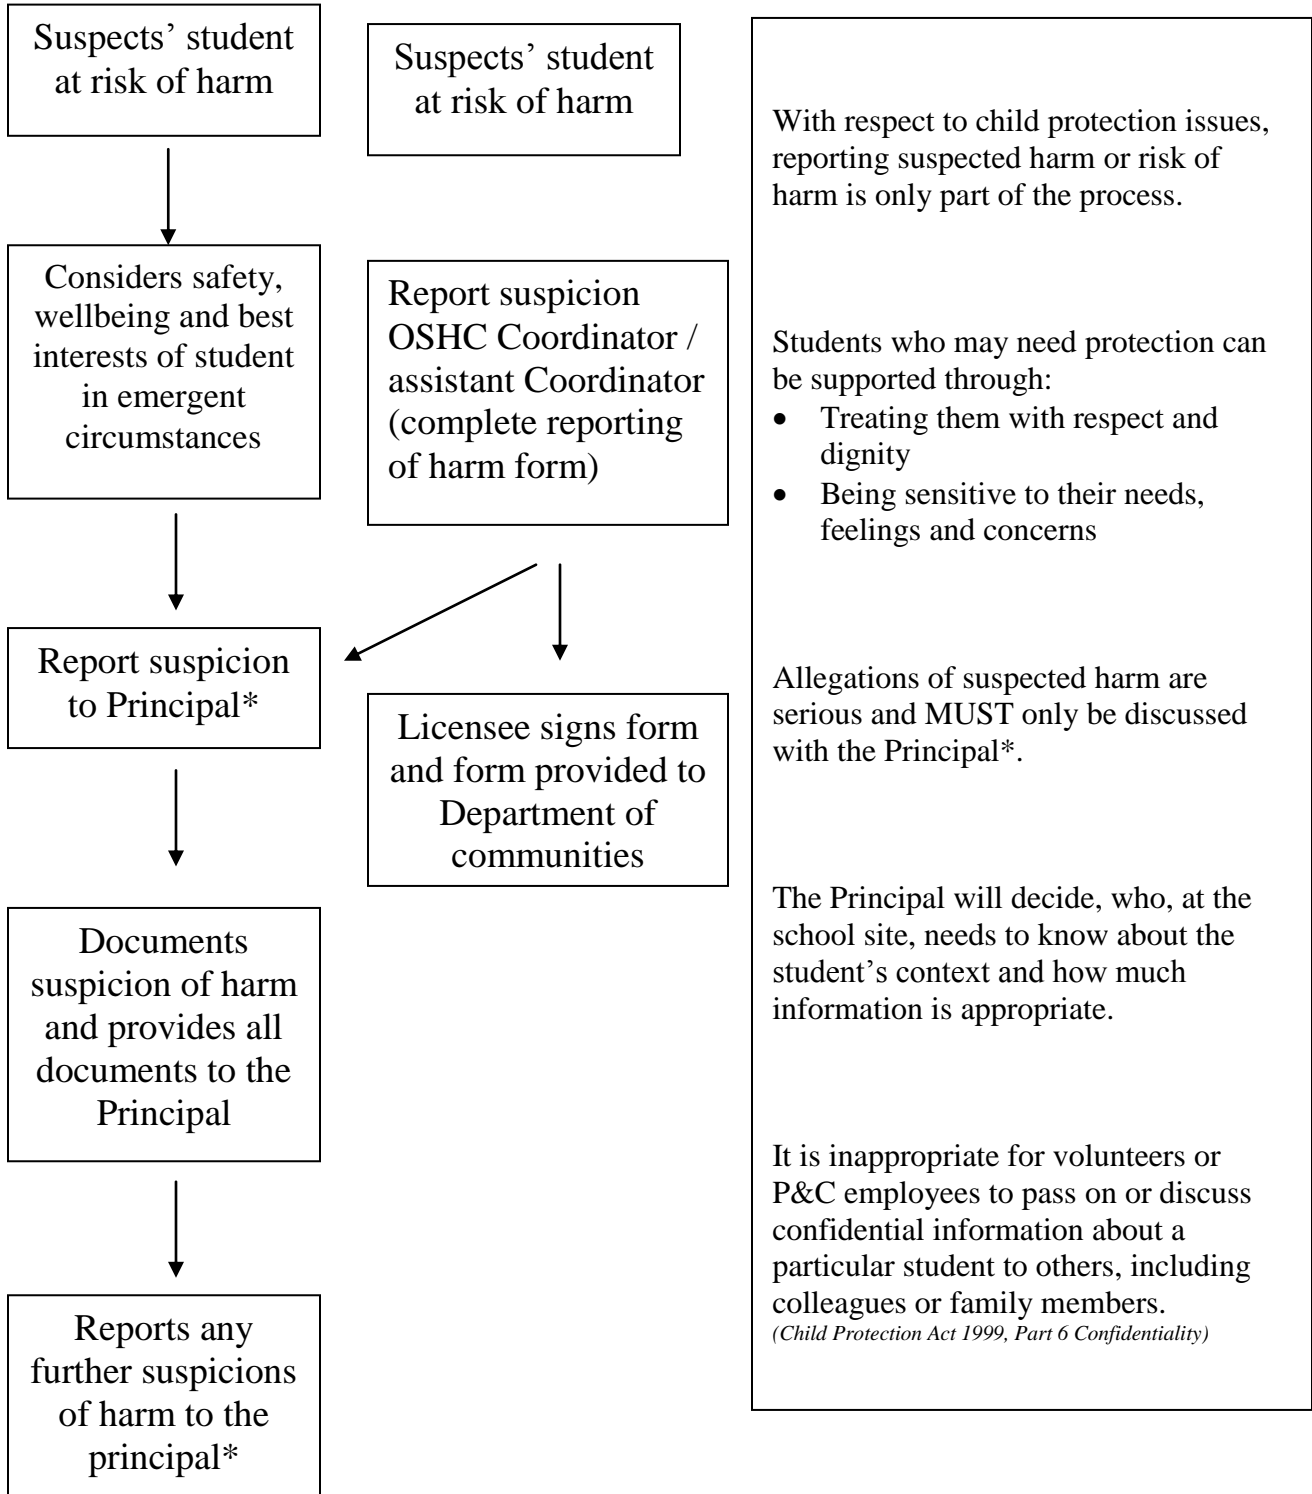 Suspects’ student
at risk of harm
Considers safety,
wellbeing and best
interests of student
in emergent
circumstances
Report suspicion
to Principal*
Documents
suspicion of harm
and provides all
documents to the
Principal
Reports any
further suspicions
of harm to the
principal*
Suspects’ student
at risk of harm
Report suspicion
OSHC Coordinator /
assistant Coordinator
(complete reporting
of harm form)
Licensee signs form
and form provided to
Department of
communities
With respect to child protection issues,
reporting suspected harm or risk of
harm is only part of the process.
Students who may need protection can
be supported through:
• Treating them with respect and
dignity
• Being sensitive to their needs,
feelings and concerns
Allegations of suspected harm are
serious and MUST only be discussed
with the Principal*.
The Principal will decide, who, at the
school site, needs to know about the
student’s context and how much
information is appropriate.
It is inappropriate for volunteers or
P&C employees to pass on or discuss
confidential information about a
particular student to others, including
colleagues or family members.
(Child Protection Act 1999, Part 6 Confidentiality)